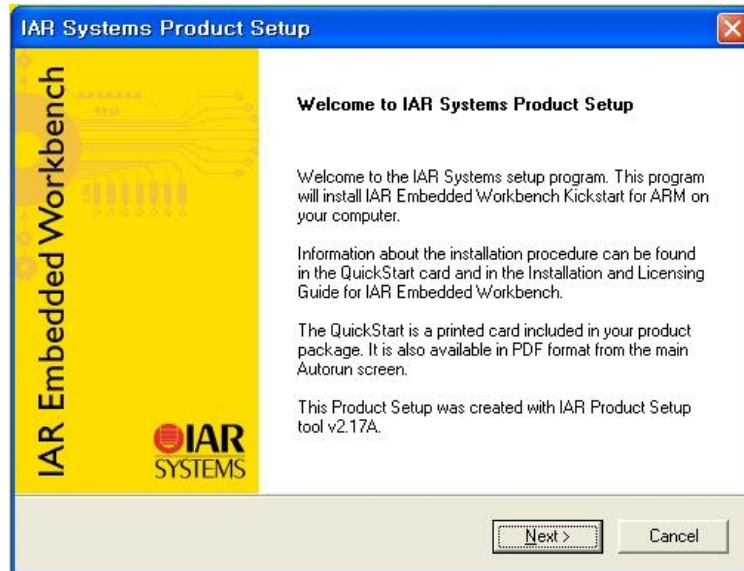 IAR Systems Product Setup
IAR Embedded Workbench
IAR
SYSTEMS
Welcome to IAR Systems Product Setup
Welcome to the IAR Systems setup program. This program
will install IAR Embedded Workbench Kickstart for ARM on
your computer.
Information about the installation procedure can be found
in the QuickStart card and in the Installation and Licensing
Guide for IAR Embedded Workbench.
The QuickStart is a printed card included in your product
package. It is also available in PDF format from the main
Autorun screen.
This Product Setup was created with IAR Product Setup
tool v2.17A.
Next >
Cancel